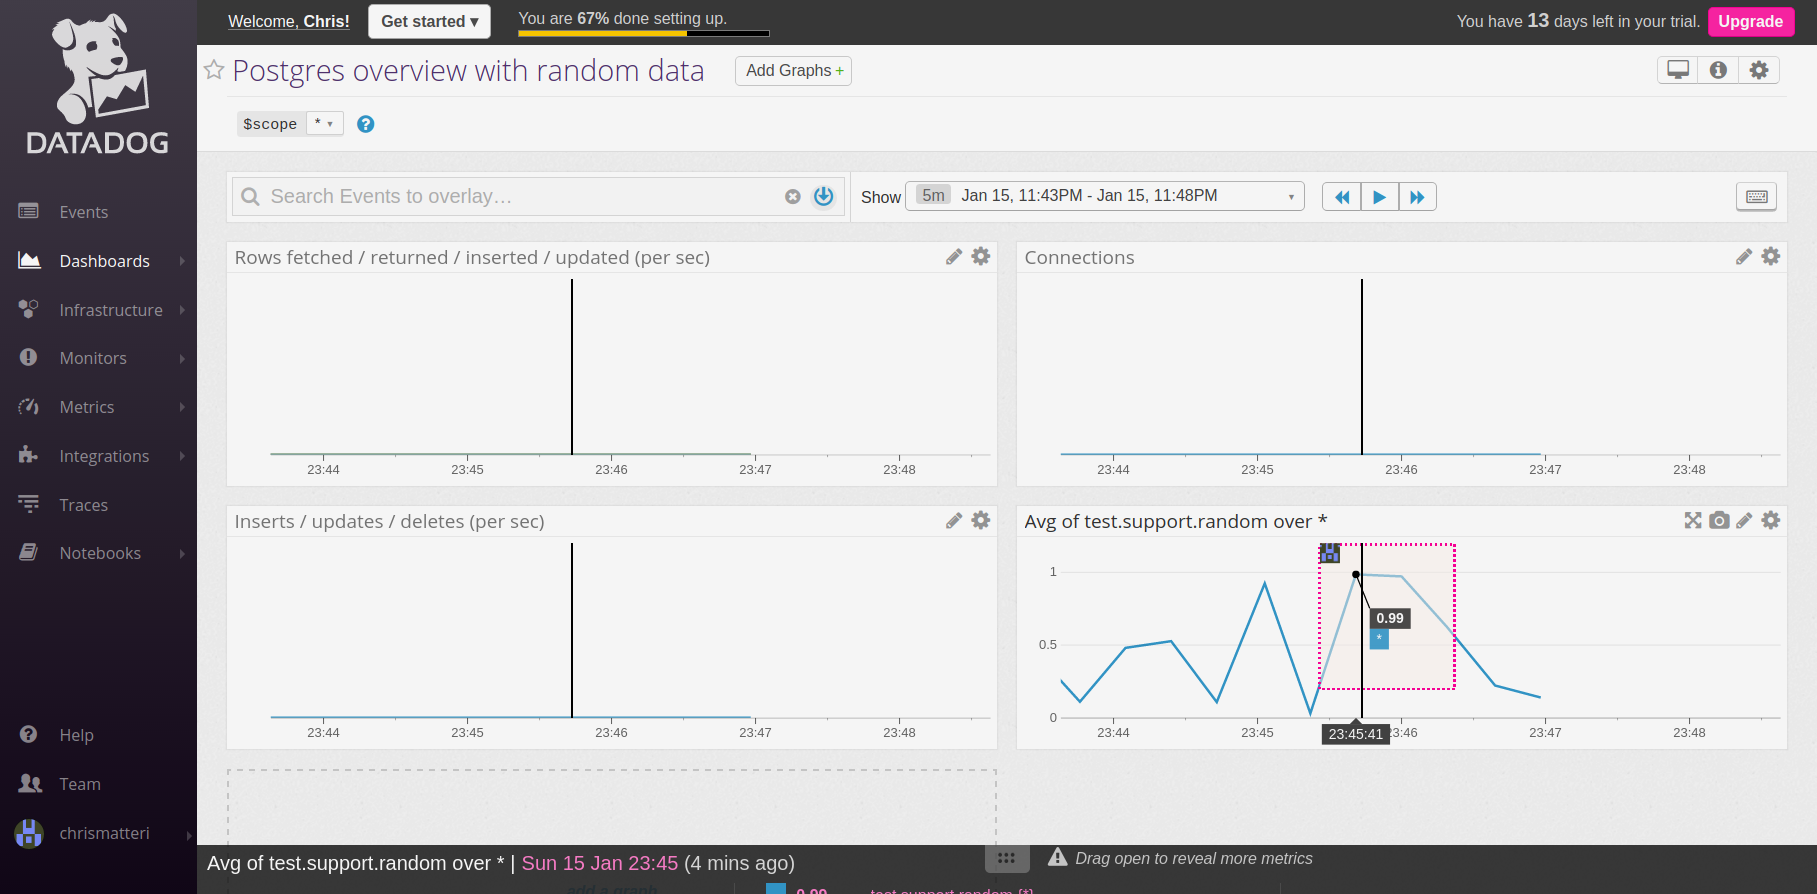 Welcome, Chris!
Get started ▾
You are 67% done setting up.
You have 13 days left in your trial.
Upgrade
DATADOG
Events
Dashboards
Infrastructure
Monitors
Metrics
Integrations
Traces
Notebooks
Help
Team
chrismatteri
Postgres overview with random data
Add Graphs +
$scope * ▾
Search Events to overlay…
Show 5m Jan 15, 11:43PM - Jan 15, 11:48PM
Rows fetched / returned / inserted / updated (per sec)
23:44 23:45 23:46 23:47 23:48
Connections
23:44 23:45 23:46 23:47 23:48
Inserts / updates / deletes (per sec)
23:44 23:45 23:46 23:47 23:48
Avg of test.support.random over *
1
0.99
*
0.5
0
23:44 23:45 23:45:41 23:46 23:47 23:48
Avg of test.support.random over * | Sun 15 Jan 23:45 (4 mins ago)
Drag open to reveal more metrics
add a graph
0.99 test.support.random {*}